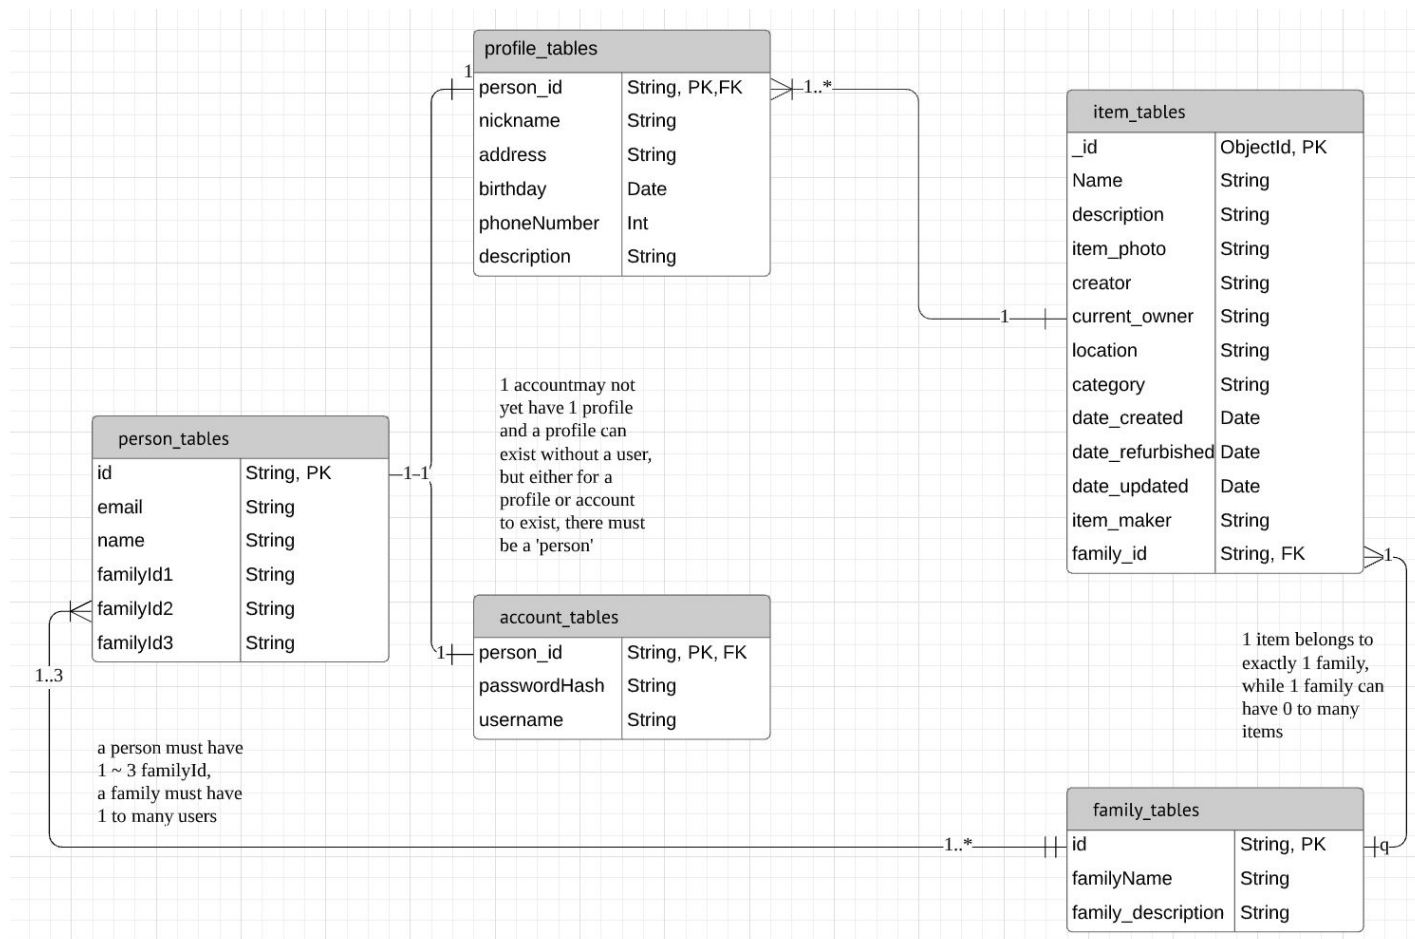 profile_tables
1
person_id String, PK,FK
1..*
nickname String
address String
birthday Date
phoneNumber Int
description String
item_tables
_id ObjectId, PK
Name String
description String
item_photo String
creator String
1
current_owner String
location String
category String
date_created Date
date_refurbished Date
date_updated Date
item_maker String
family_id String, FK
1
1 accountmay not
yet have 1 profile
and a profile can
exist without a user,
but either for a
profile or account
to exist, there must
be a 'person'
person_tables
id String, PK
1 1
email String
name String
familyId1 String
familyId2 String
familyId3 String
1..3
account_tables
1
person_id String, PK, FK
passwordHash String
username String
1 item belongs to
exactly 1 family,
while 1 family can
have 0 to many
items
a person must have
1 ~ 3 familyId,
a family must have
1 to many users
family_tables
1..*
id String, PK
q
familyName String
family_description String